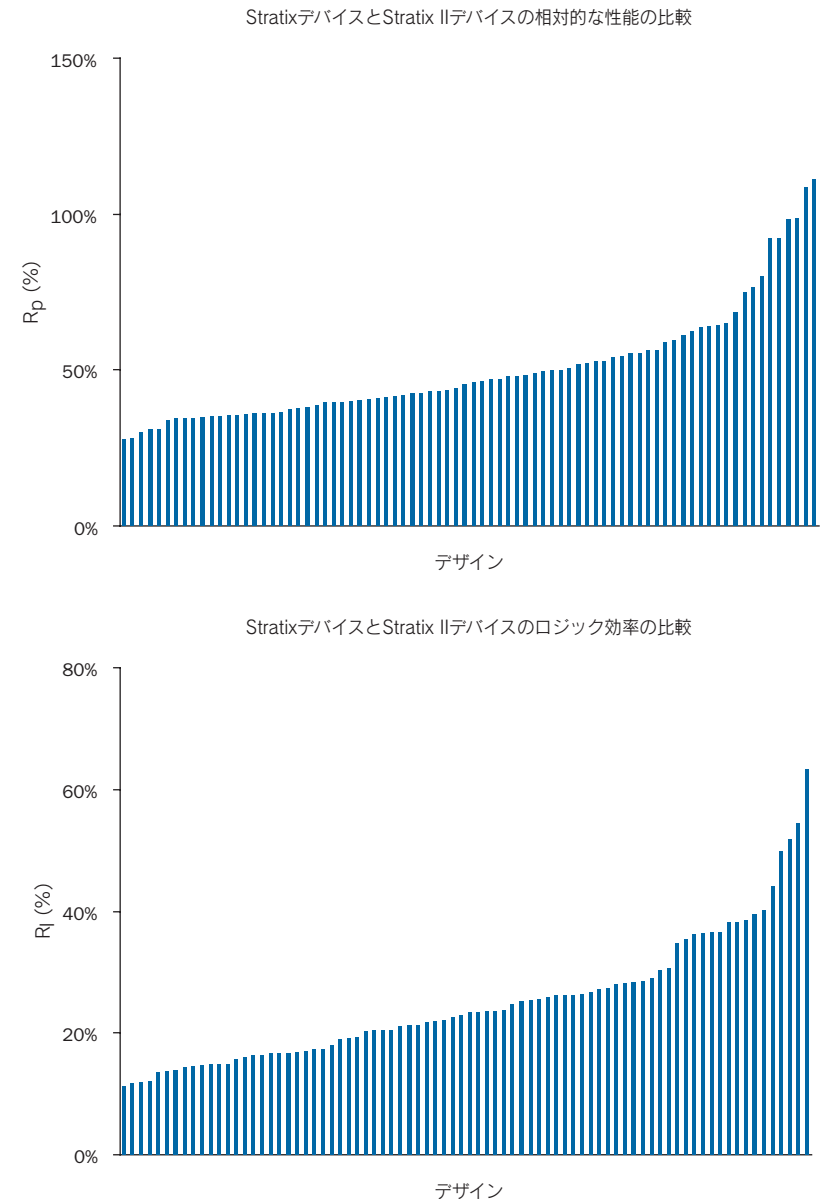 StratixデバイスとStratix IIデバイスの相対的な性能の比較
150%
100%
50%
0%
Rp (%)
デザイン
StratixデバイスとStratix IIデバイスのロジック効率の比較
80%
60%
40%
20%
0%
Rl (%)
デザイン